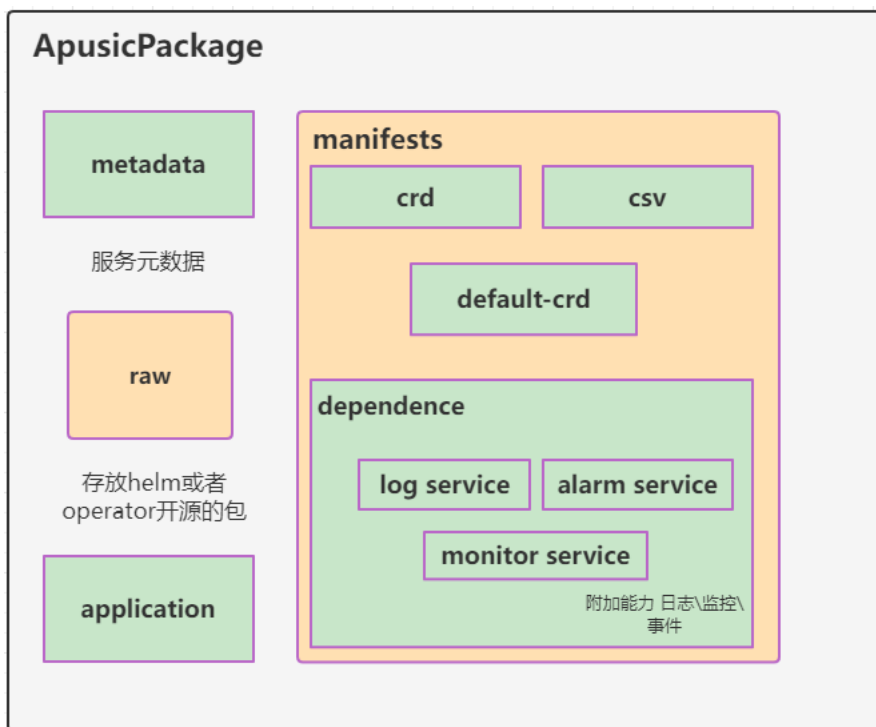 ApusicPackage
metadata
服务元数据
raw
存放helm或者
operator开源的包
application
manifests
crd
csv
default-crd
dependence
log service
alarm service
monitor service
附加能力 日志\监控\
事件